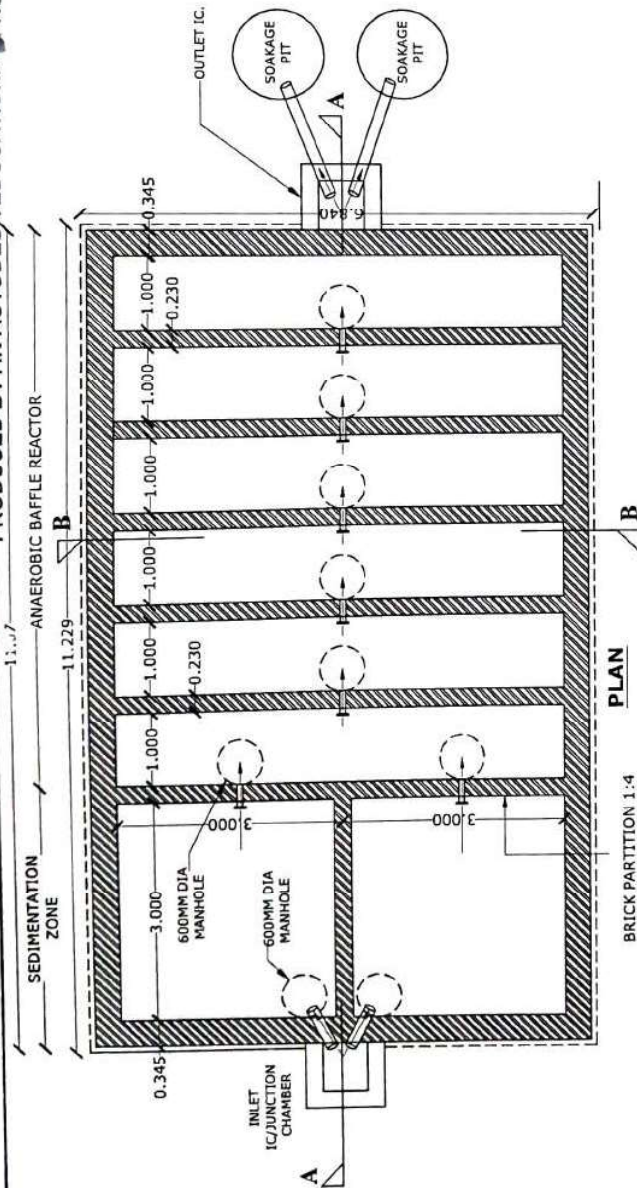 ANAEROBIC BAFFLE REACTOR
SEDIMENTATION
ZONE
11.229
OUTLET IC.
SOAKAGE
PIT
SOAKAGE
PIT
B
A
6.840
0.345
3.000
1.000
1.000
1.000
1.000
1.000
1.000
0.345
0.230
0.230
600MM DIA
MANHOLE
600MM DIA
MANHOLE
3.000
3.000
INLET
IC/JUNCTION
CHAMBER
A
B
BRICK PARTITION 1:4
PLAN